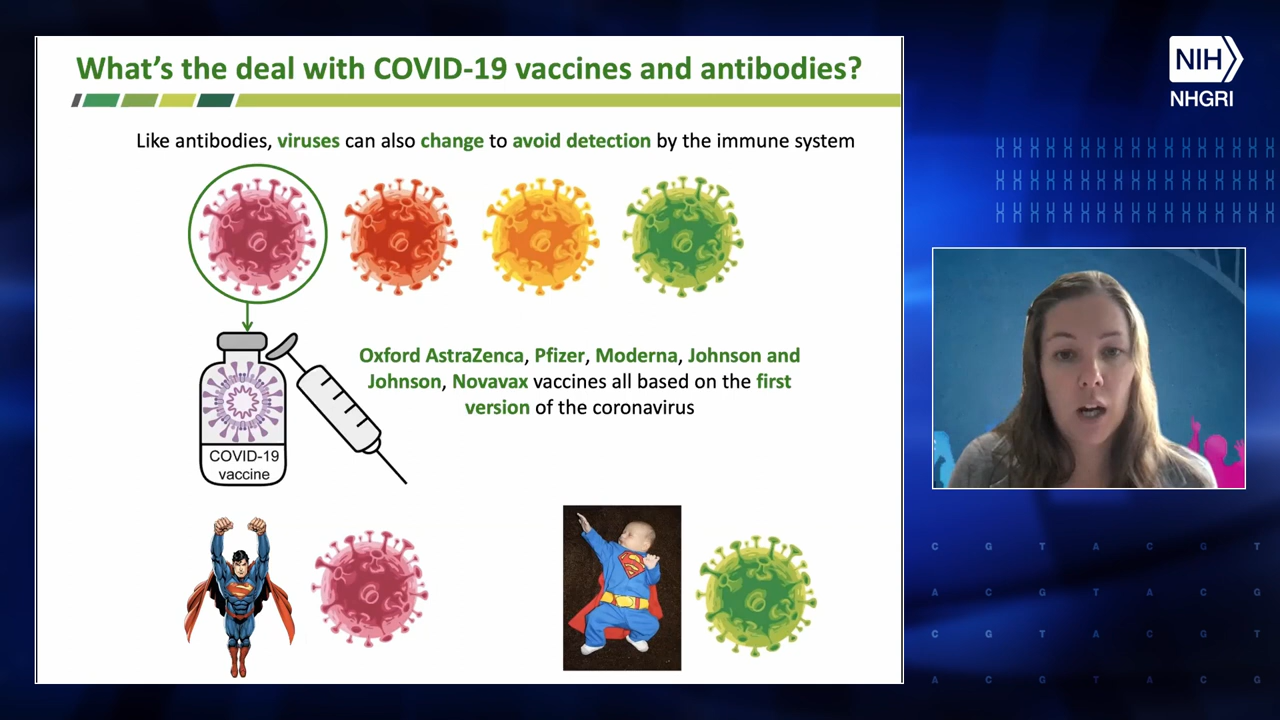 What's the deal with COVID-19 vaccines and antibodies?
NIH
NHGRI
Like antibodies, viruses can also change to avoid detection by the immune system
Oxford AstraZenca, Pfizer, Moderna, Johnson and
Johnson, Novavax vaccines all based on the first
version of the coronavirus
COVID-19
vaccine
C G T A C G T
A C G T A C G
C G T A C G T
A C G T A C G